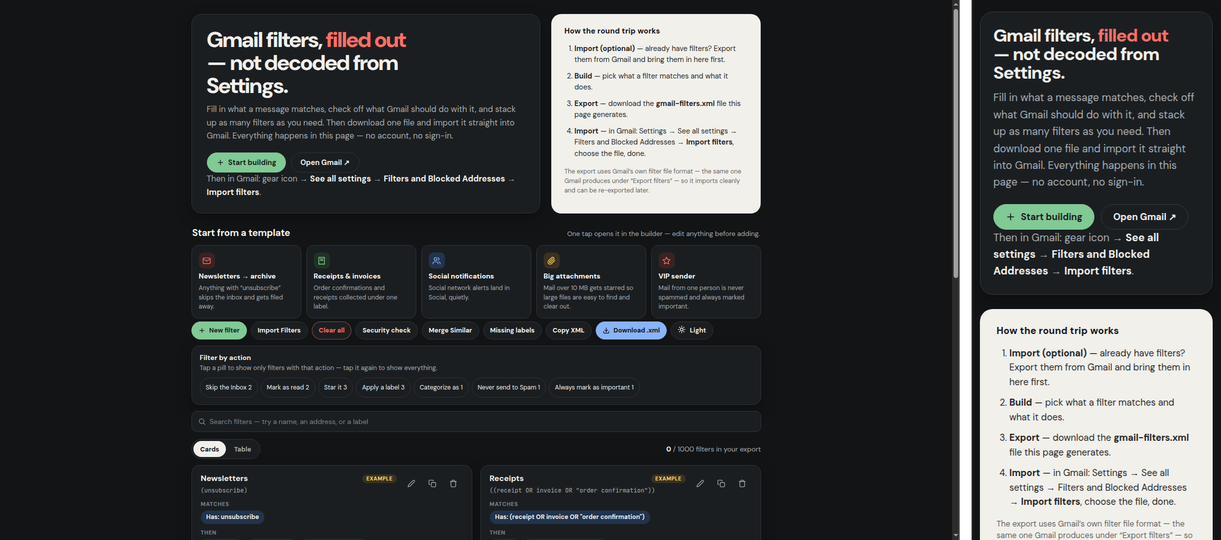 Gmail filters, filled out
— not decoded from
Settings.
Fill in what a message matches, check off what Gmail should do with it, and stack
up as many filters as you need. Then download one file and import it straight into
Gmail. Everything happens in this page — no account, no sign-in.
+ Start building
Open Gmail ↗
Then in Gmail: gear icon → See all settings → Filters and Blocked Addresses →
Import filters.
How the round trip works
1. Import (optional) — already have filters? Export
them from Gmail and bring them in here first.
2. Build — pick what a filter matches and what it
does.
3. Export — download the gmail-filters.xml file this
page generates.
4. Import — in Gmail: Settings → See all settings →
Filters and Blocked Addresses → Import filters,
choose the file, done.
The export uses Gmail's own filter file format — the same one
Gmail produces under "Export filters" — so it imports cleanly
and can be re-exported later.
Start from a template
One tap opens it in the builder — edit anything before adding.
Newsletters → archive
Anything with "unsubscribe"
skips the inbox and gets filed
away.
Receipts & invoices
Order confirmations and
receipts collected under one
label.
Social notifications
Social network alerts land in
Social, quietly.
Big attachments
Mail over 10 MB gets starred so
large files are easy to find and
clear out.
VIP sender
Mail from one person is never
spammed and always marked
important.
+ New filter
Import Filters
Clear all
Security check
Merge Similar
Missing labels
Copy XML
Download .xml
Light
Filter by action
Tap a pill to show only filters with that action — tap it again to show everything.
Skip the Inbox 2
Mark as read 2
Star it 3
Apply a label 3
Categorize as 1
Never send to Spam 1
Always mark as important 1
Search filters — try a name, an address, or a label
Cards
Table
0 / 1000 filters in your export
Newsletters
EXAMPLE
(unsubscribe)
MATCHES
Has: unsubscribe
THEN
Receipts
EXAMPLE
((receipt OR invoice OR "order confirmation"))
MATCHES
Has: (receipt OR invoice OR "order confirmation")
THEN
Gmail filters, filled out
— not decoded from
Settings.
Fill in what a message matches, check off
what Gmail should do with it, and stack
up as many filters as you need. Then
download one file and import it straight
into Gmail. Everything happens in this
page — no account, no sign-in.
+ Start building
Open Gmail ↗
Then in Gmail: gear icon → See all
settings → Filters and Blocked
Addresses → Import filters.
How the round trip works
1. Import (optional) — already have filters?
Export them from Gmail and bring them in
here first.
2. Build — pick what a filter matches and
what it does.
3. Export — download the gmail-filters.xml
file this page generates.
4. Import — in Gmail: Settings → See all
settings → Filters and Blocked Addresses
→ Import filters, choose the file, done.
The export uses Gmail's own filter file format — the
same one Gmail produces under "Export filters" — so